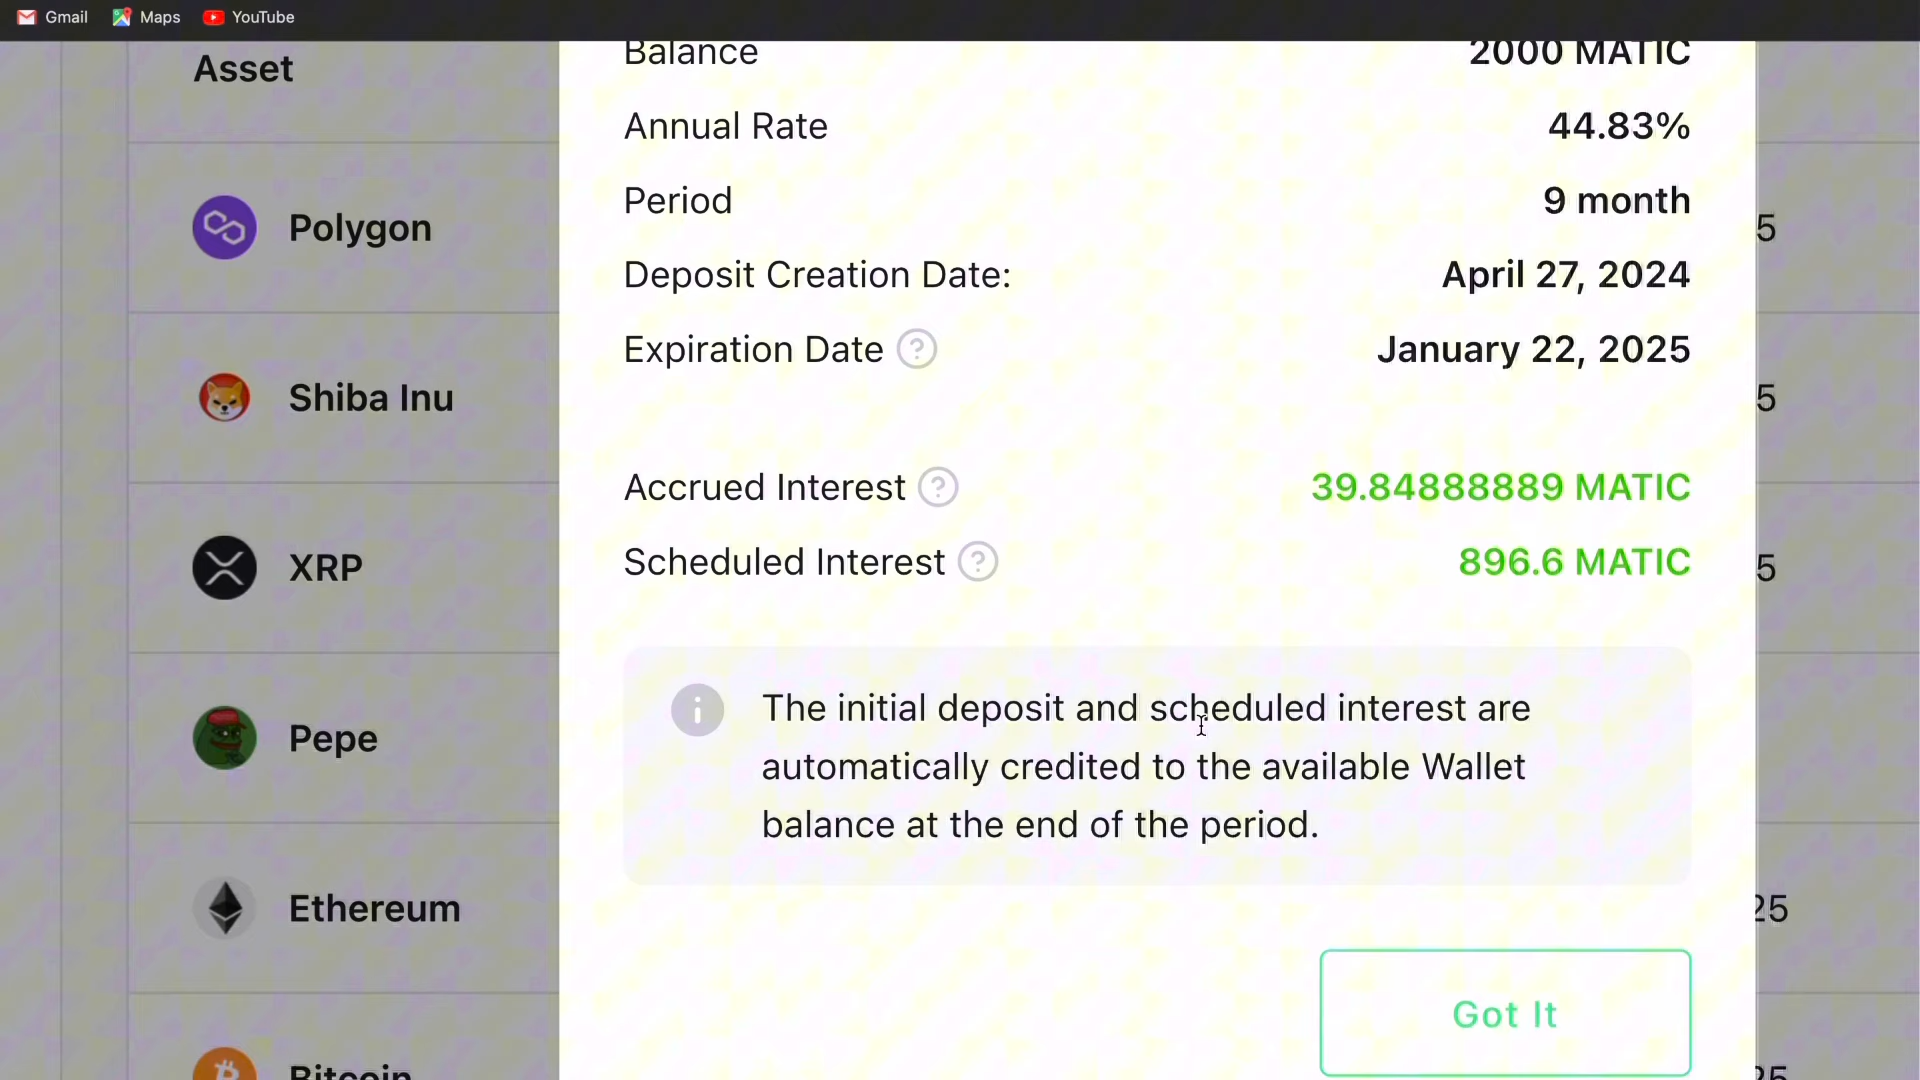 Gmail Maps YouTube
Asset
Balance 2000 MATIC
Annual Rate 44.83%
Polygon
Period 9 month
5
Deposit Creation Date: April 27, 2024
Expiration Date ? January 22, 2025
Shiba Inu
5
Accrued Interest ? 39.84888889 MATIC
XRP
Scheduled Interest ? 896.6 MATIC
5
The initial deposit and scheduled interest are
automatically credited to the available Wallet
balance at the end of the period.
Pepe
Ethereum
25
Got It
Bitcoin
25